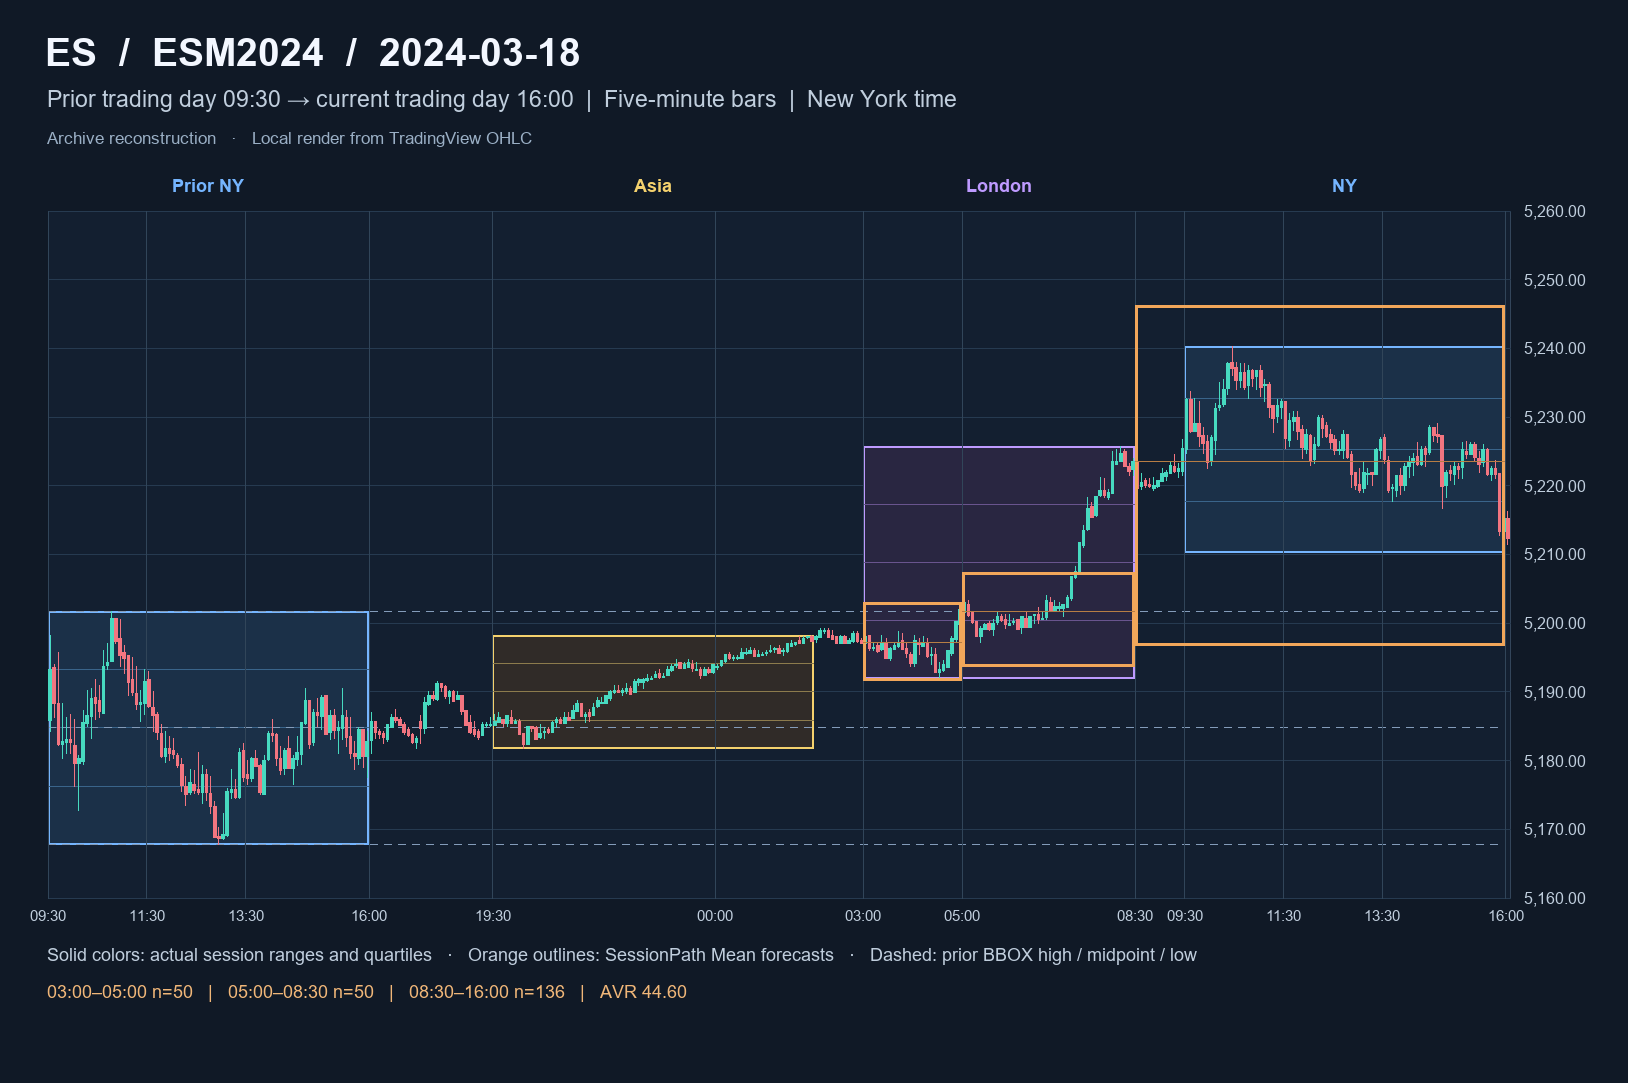 ES / ESM2024 / 2024-03-18
Prior trading day 09:30 → current trading day 16:00 | Five-minute bars | New York time
Archive reconstruction · Local render from TradingView OHLC
Prior NY Asia London NY
5,260.00
5,250.00
5,240.00
5,230.00
5,220.00
5,210.00
5,200.00
5,190.00
5,180.00
5,170.00
5,160.00
09:30 11:30 13:30 16:00 19:30 00:00 03:00 05:00 08:30 09:30 11:30 13:30 16:00
Solid colors: actual session ranges and quartiles · Orange outlines: SessionPath Mean forecasts · Dashed: prior BBOX high / midpoint / low
03:00–05:00 n=50 | 05:00–08:30 n=50 | 08:30–16:00 n=136 | AVR 44.60